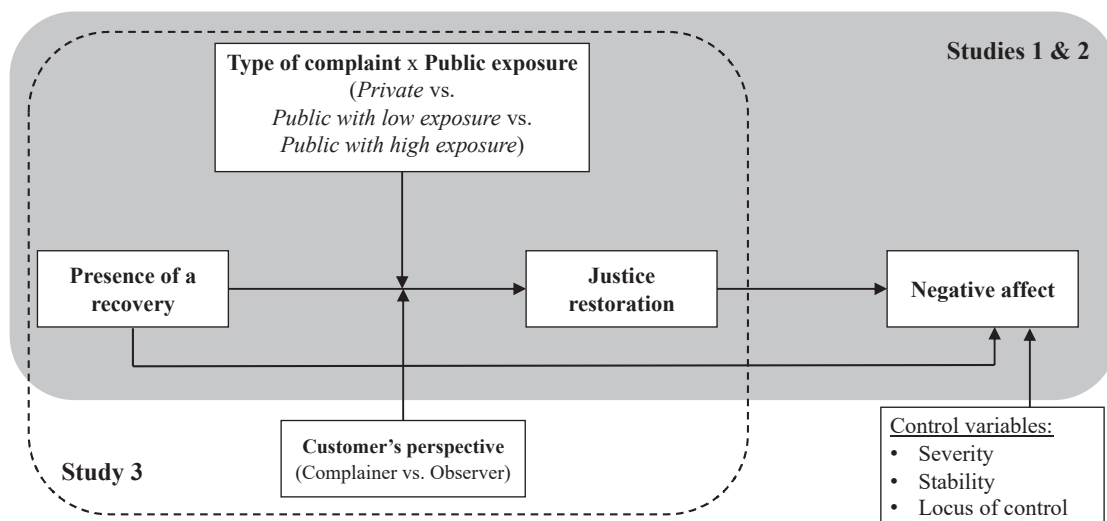 Type of complaint x Public exposure
(Private vs.
Public with low exposure vs.
Public with high exposure)
Studies 1 & 2
Presence of a
recovery
Justice
restoration
Negative affect
Customer's perspective
(Complainer vs. Observer)
Study 3
Control variables:
• Severity
• Stability
• Locus of control